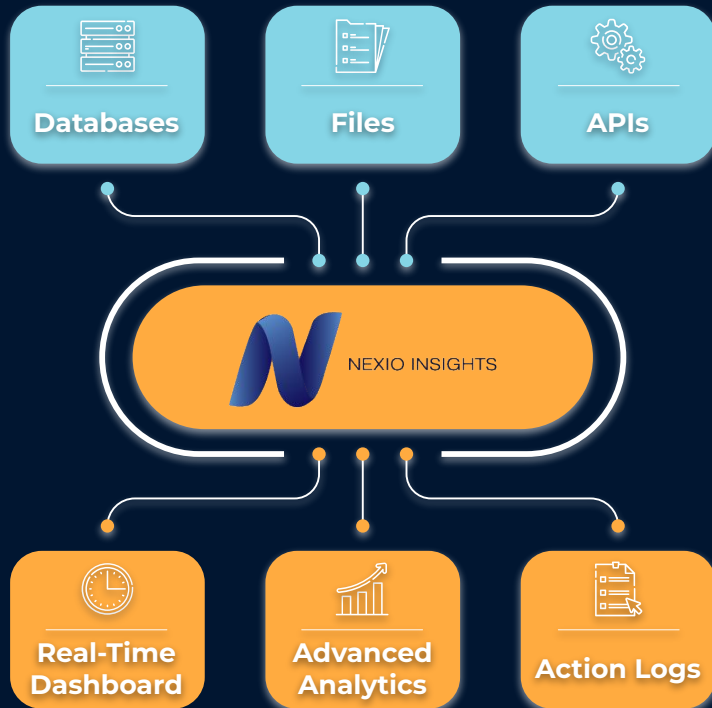 Databases
Files
APIs
NEXIO INSIGHTS
Real-Time
Dashboard
Advanced
Analytics
Action Logs